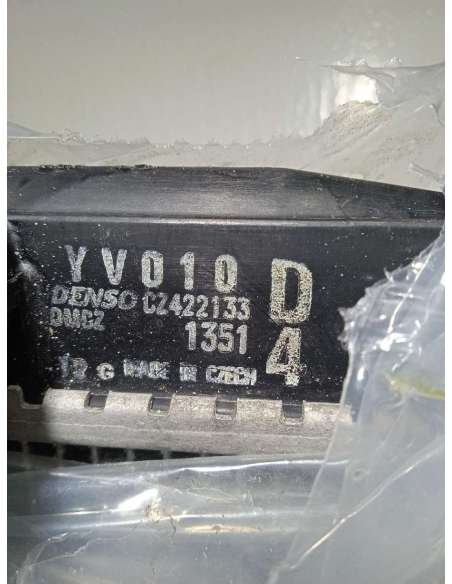 YV010 D
DENSO CZ422133
DMCZ 1351 4
12 G MADE IN CZECH